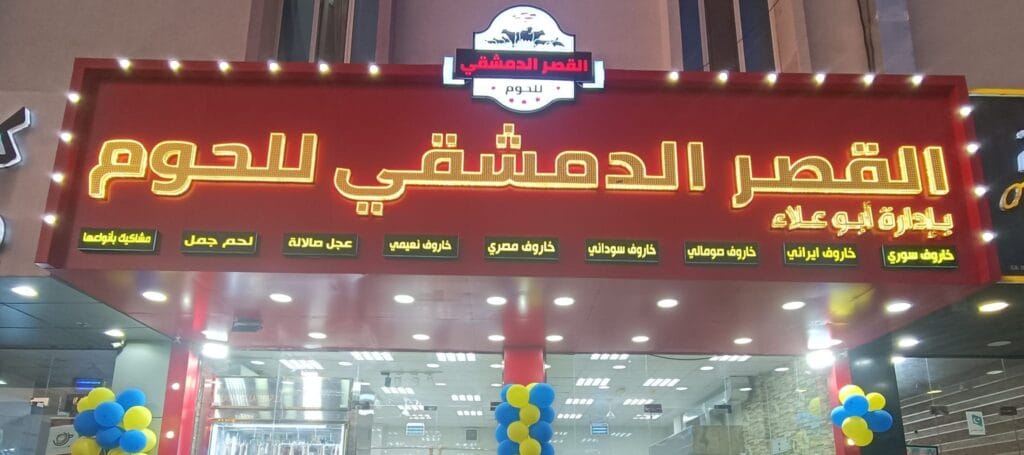 القصر الدمشقي
للحوم
القصر الدمشقي للحوم
بإدارة أبو علاء
خاروف سوري
خاروف ايراني
خاروف صومالي
خاروف سوداني
خاروف مصري
خاروف نعيمي
عجل صلالة
لحم جمل
مشاكيك بأنواعها